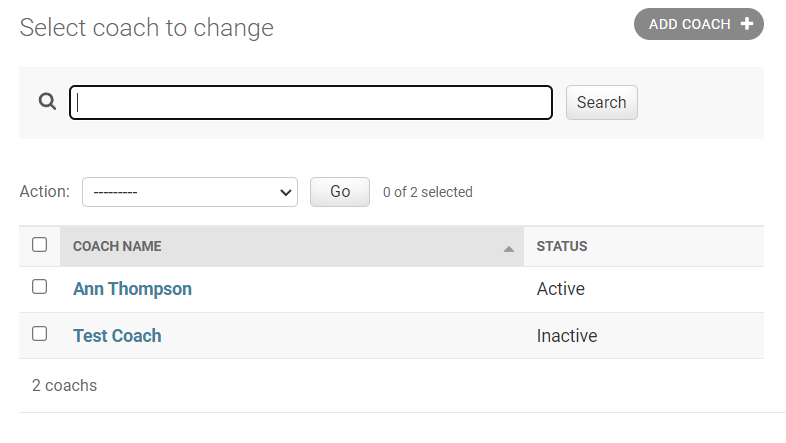 Select coach to change
ADD COACH +
Search
Action: --------- Go 0 of 2 selected
COACH NAME STATUS
Ann Thompson Active
Test Coach Inactive
2 coachs